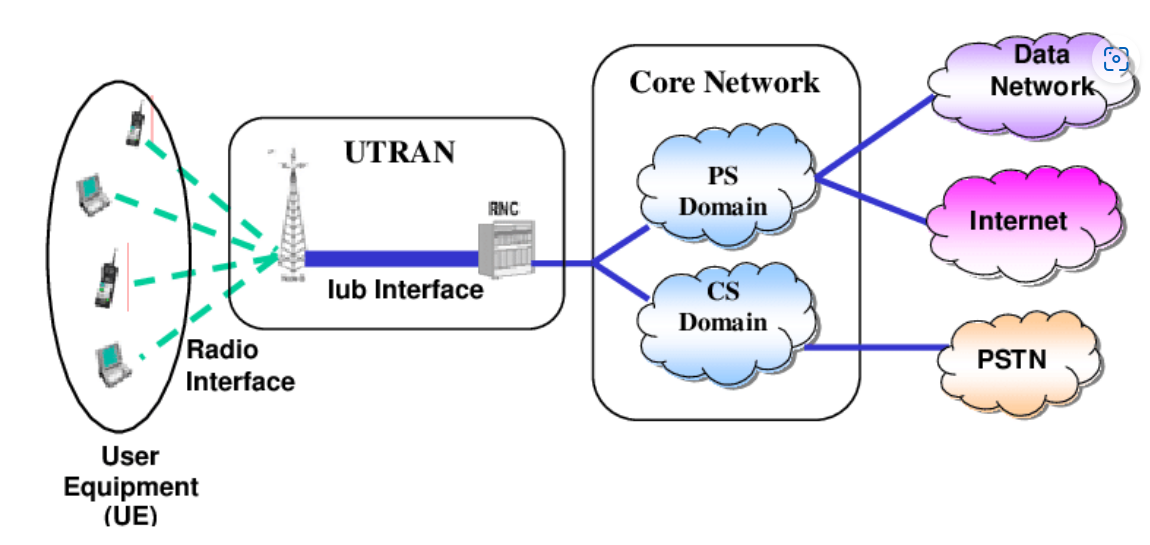 UTRAN
RNC
Node B
Iub Interface
Radio
Interface
User
Equipment
(UE)
Core Network
PS
Domain
CS
Domain
Data
Network
Internet
PSTN